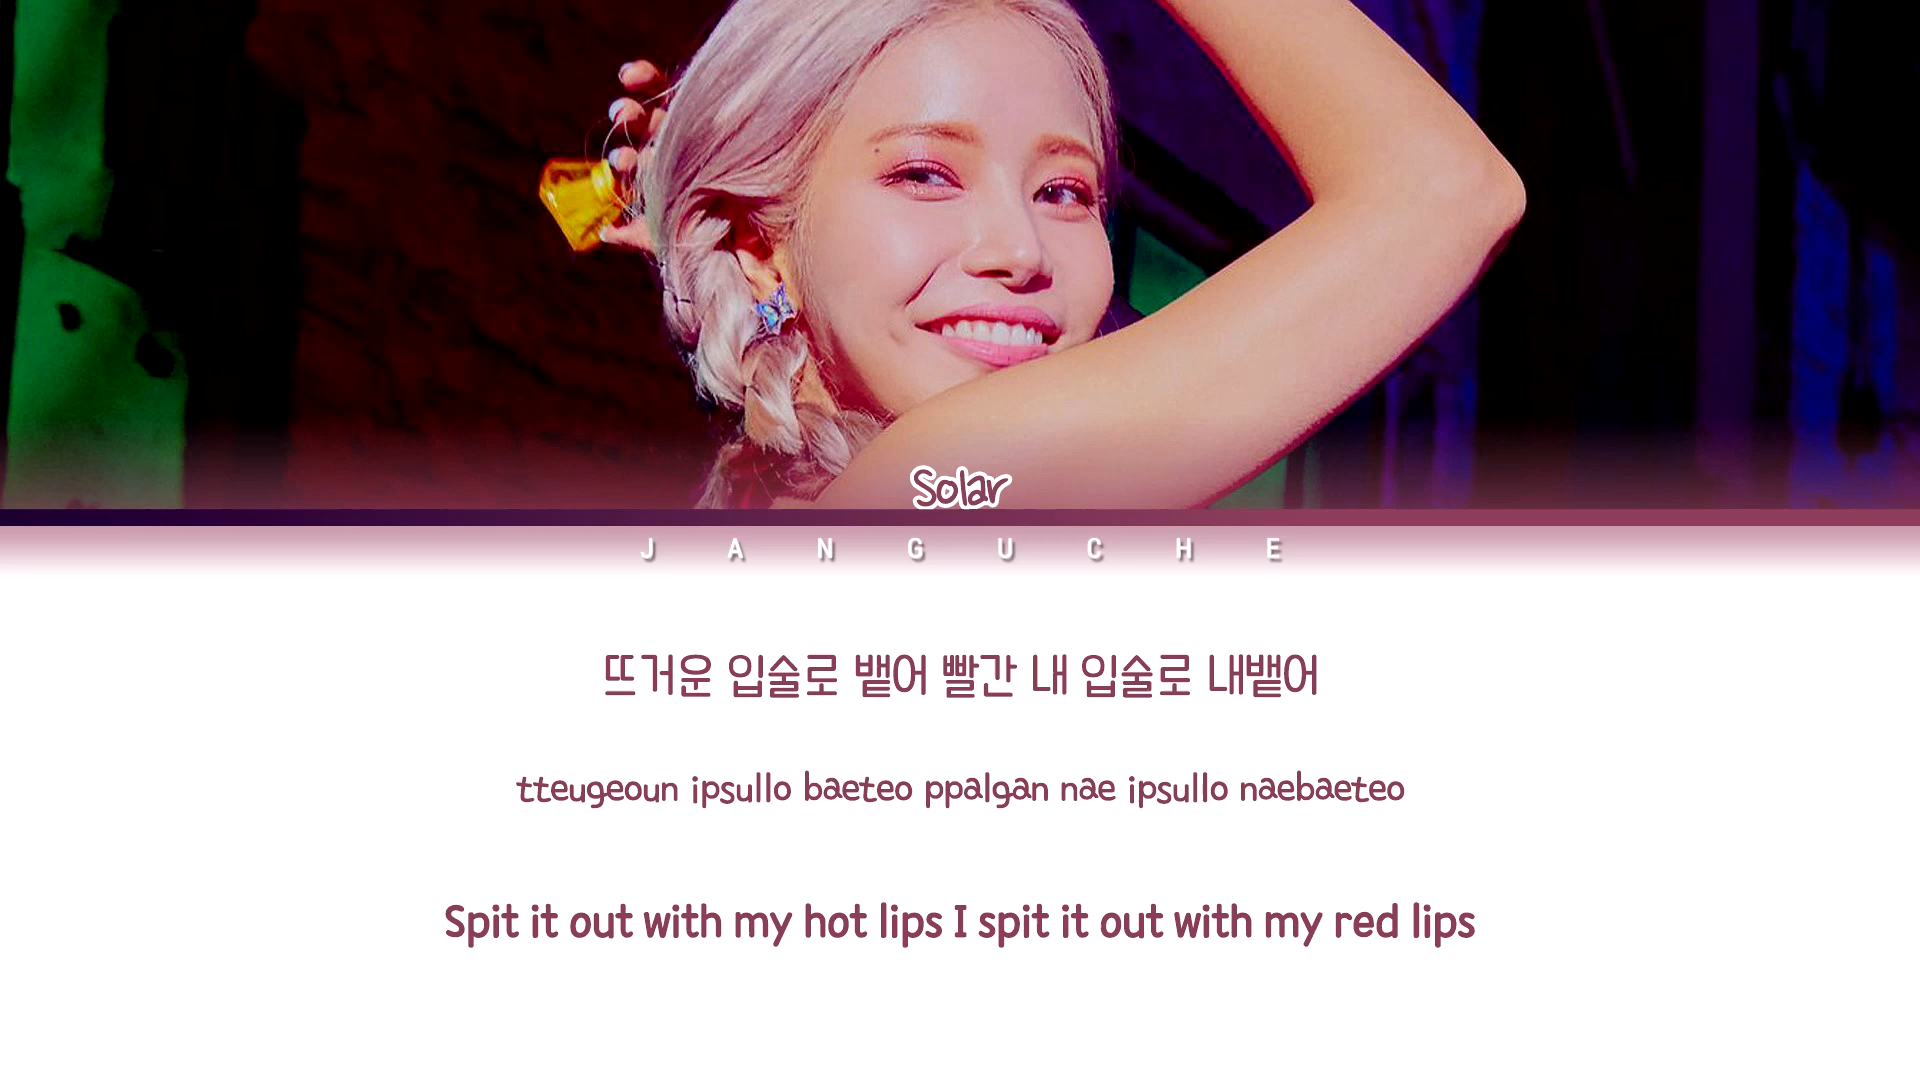 Solar
JANGUCHE
뜨거운 입술로 뱉어 빨간 내 입술로 내뱉어
tteugeoun ipsullo baeteo ppalgan nae ipsullo naebaeteo
Spit it out with my hot lips I spit it out with my red lips